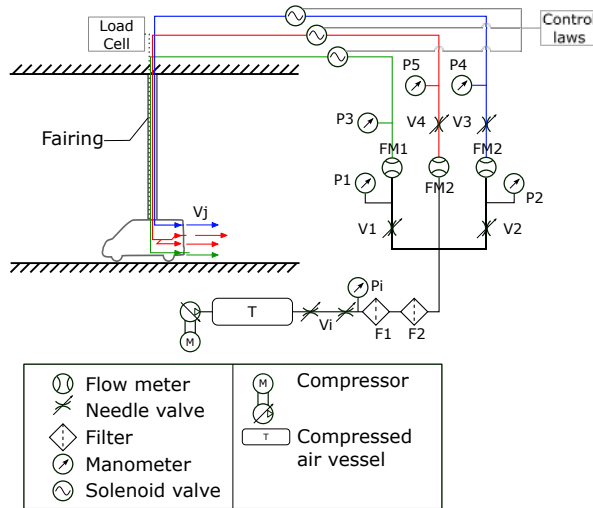 Load
Cell
Control
laws
P5
P4
P3
V4
V3
Fairing
FM1
FM2
FM2
P1
P2
Vj
V1
V2
Pi
T
Vi
F1
F2
M
Flow meter
Needle valve
Filter
Manometer
Solenoid valve
M
Compressor
T
Compressed
air vessel